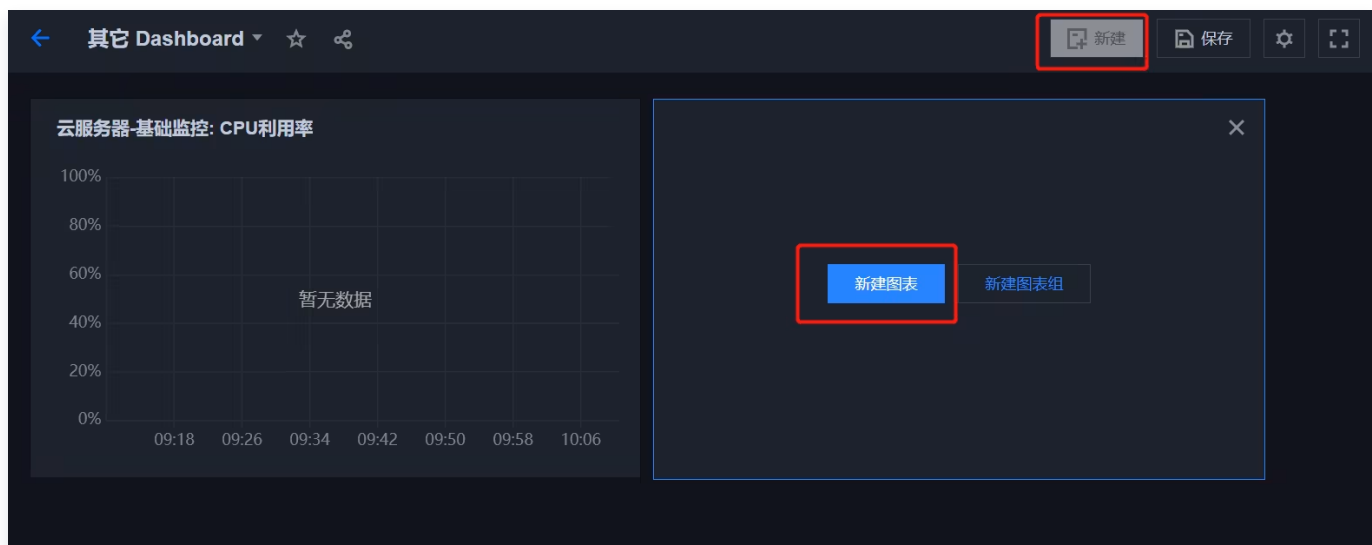 其它 Dashboard
新建
保存
云服务器-基础监控: CPU利用率
100%
80%
60%
暂无数据
40%
20%
0%
09:18 09:26 09:34 09:42 09:50 09:58 10:06
新建图表
新建图表组